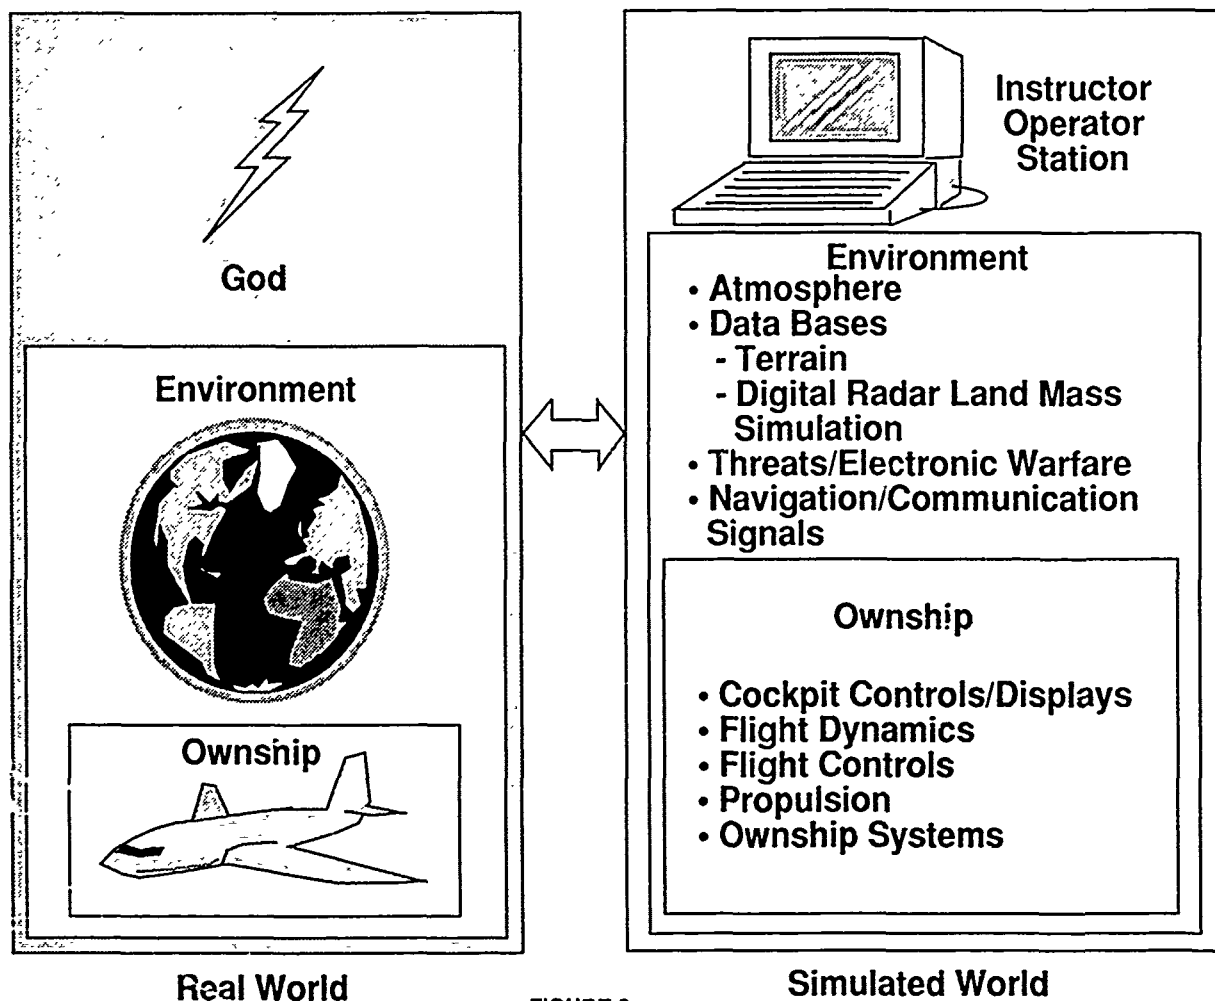 God
Environment
Ownship
Real World
Instructor
Operator
Station
Environment
• Atmosphere
• Data Bases
- Terrain
- Digital Radar Land Mass
Simulation
• Threats/Electronic Warfare
• Navigation/Communication
Signals
Ownship
• Cockpit Controls/Displays
• Flight Dynamics
• Flight Controls
• Propulsion
• Ownship Systems
Simulated World